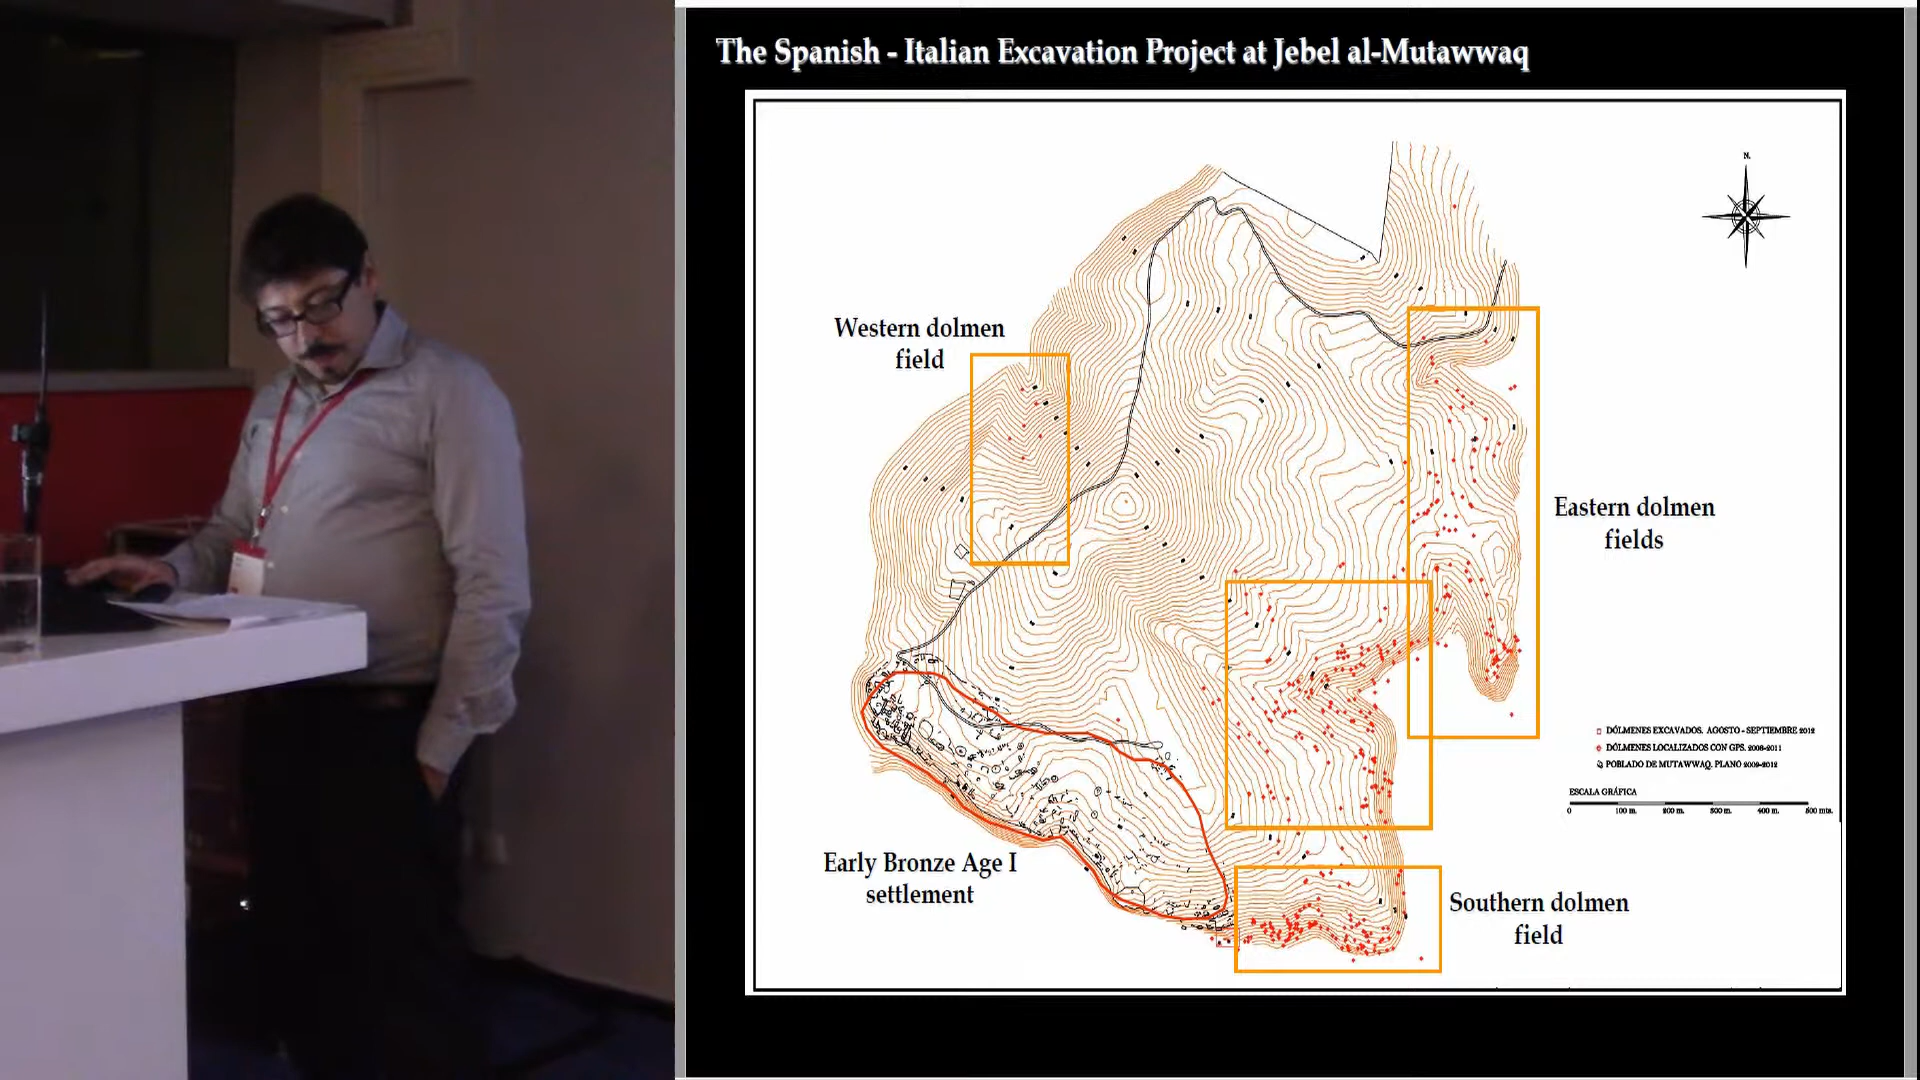 The Spanish - Italian Excavation Project at Jebel al-Mutawwaq
N.
Western dolmen
field
Eastern dolmen
fields
DÓLMENES EXCAVADOS. AGOSTO - SEPTIEMBRE 2012
DÓLMENES LOCALIZADOS CON GPS. 2008-2011
POBLADO DE MUTAWWAQ. PLANO 2009-2012
ESCALA GRÁFICA
0 100 m. 200 m. 300 m. 400 m. 500 mts.
Early Bronze Age I
settlement
Southern dolmen
field